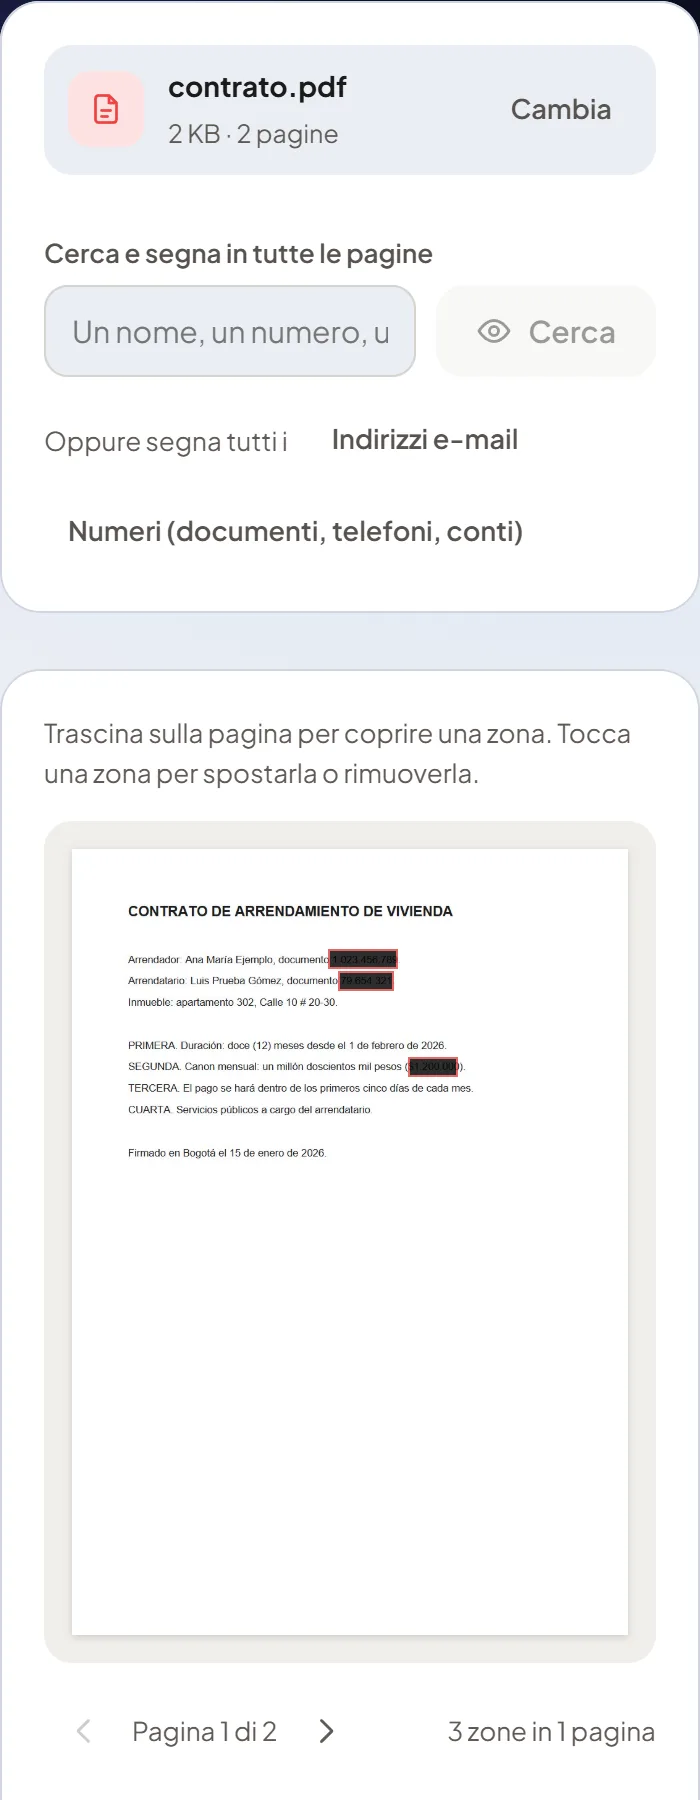 contrato.pdf
2 KB · 2 pagine
Cambia
Cerca e segna in tutte le pagine
Un nome, un numero, u
Cerca
Oppure segna tutti i
Indirizzi e-mail
Numeri (documenti, telefoni, conti)
Trascina sulla pagina per coprire una zona. Tocca
una zona per spostarla o rimuoverla.
CONTRATO DE ARRENDAMIENTO DE VIVIENDA
Arrendador: Ana María Ejemplo, documento
Arrendatario: Luis Prueba Gómez, documento
Inmueble: apartamento 302, Calle 10 # 20-30.
PRIMERA. Duración: doce (12) meses desde el 1 de febrero de 2026.
SEGUNDA. Canon mensual: un millón doscientos mil pesos ( ).
TERCERA. El pago se hará dentro de los primeros cinco días de cada mes.
CUARTA. Servicios públicos a cargo del arrendatario.
Firmado en Bogotá el 15 de enero de 2026.
Pagina 1 di 2
3 zone in 1 pagina